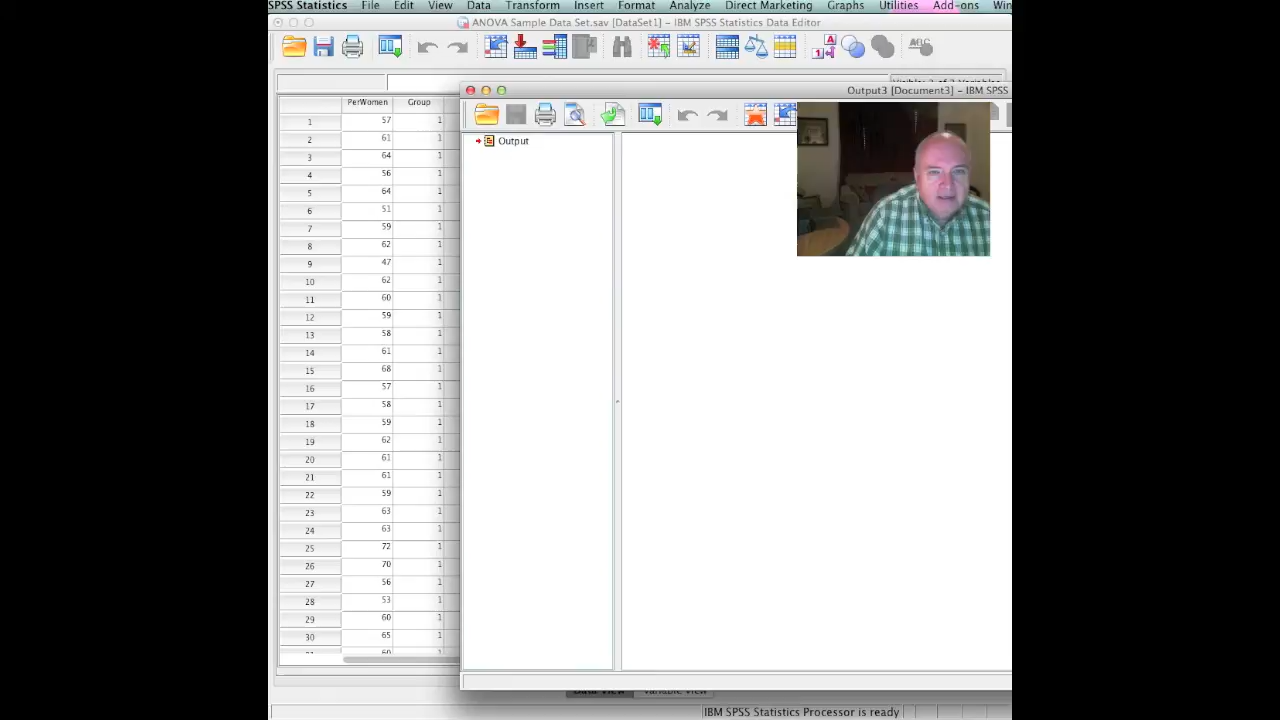 SPSS Statistics File Edit View Data Transform Insert Format Analyze Direct Marketing Graphs Utilities Add-ons Win
ANOVA Sample Data Set.sav [DataSet1] – IBM SPSS Statistics Data Editor
Output3 [Document3] – IBM SPSS
Output
PerWomen Group
1 57 1
2 61 1
3 64 1
4 56 1
5 64 1
6 51 1
7 59 1
8 62 1
9 47 1
10 62 1
11 60 1
12 59 1
13 58 1
14 61 1
15 68 1
16 57 1
17 58 1
18 59 1
19 62 1
20 61 1
21 61 1
22 59 1
23 63 1
24 63 1
25 72 1
26 70 1
27 56 1
28 53 1
29 60 1
30 65 1
Data View Variable View
IBM SPSS Statistics Processor is ready